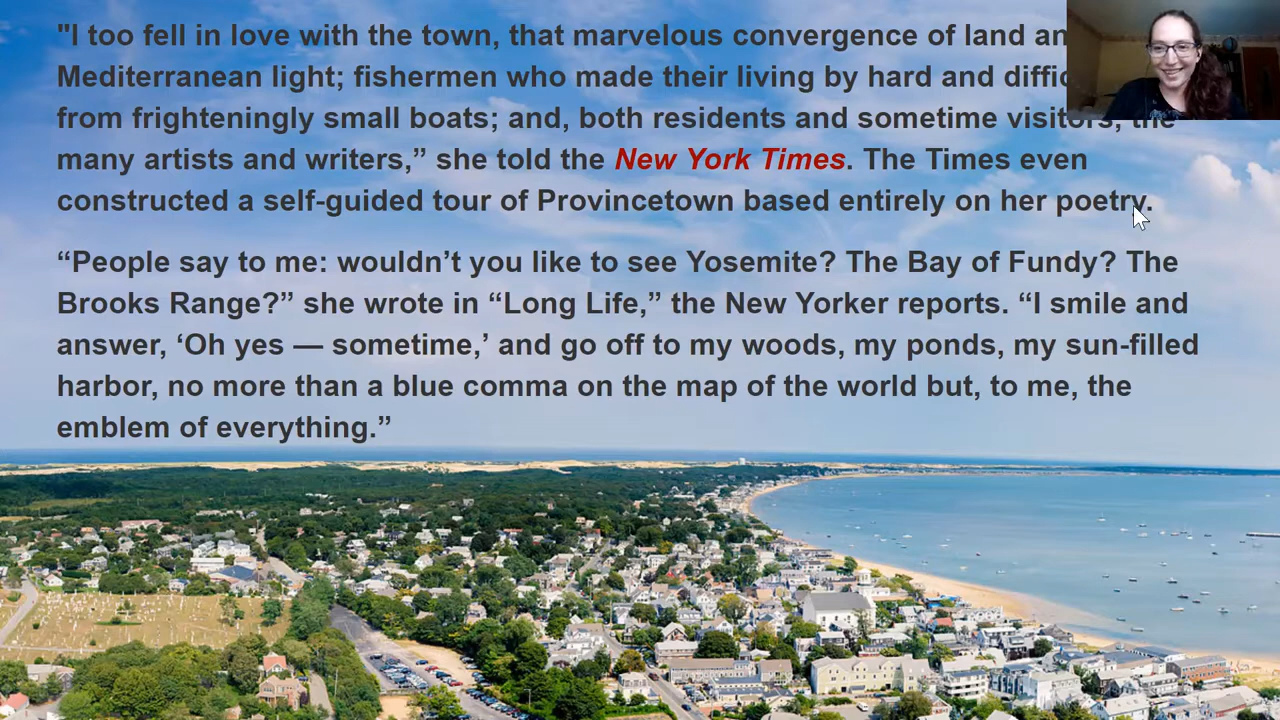 "I too fell in love with the town, that marvelous convergence of land
Mediterranean light; fishermen who made their living by hard and
from frighteningly small boats; and, both residents and sometime visitors, the
many artists and writers,” she told the New York Times. The Times even
constructed a self-guided tour of Provincetown based entirely on her poetry.
“People say to me: wouldn’t you like to see Yosemite? The Bay of Fundy? The
Brooks Range?” she wrote in “Long Life,” the New Yorker reports. “I smile and
answer, ‘Oh yes — sometime,’ and go off to my woods, my ponds, my sun-filled
harbor, no more than a blue comma on the map of the world but, to me, the
emblem of everything.”